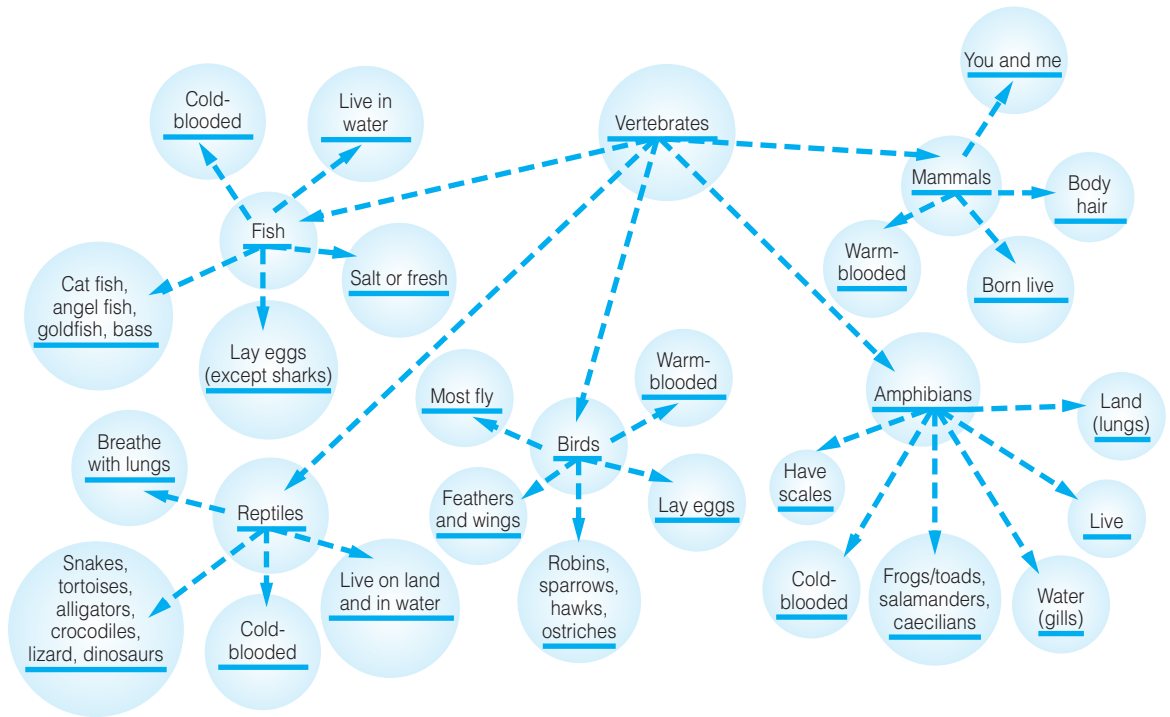 Vertebrates
Fish
Cold-
blooded
Live in
water
Salt or fresh
Lay eggs
(except sharks)
Cat fish,
angel fish,
goldfish, bass
Reptiles
Breathe
with lungs
Snakes,
tortoises,
alligators,
crocodiles,
lizard, dinosaurs
Cold-
blooded
Live on land
and in water
Birds
Most fly
Warm-
blooded
Feathers
and wings
Robins,
sparrows,
hawks,
ostriches
Lay eggs
Amphibians
Have
scales
Cold-
blooded
Frogs/toads,
salamanders,
caecilians
Water
(gills)
Live
Land
(lungs)
Mammals
You and me
Body
hair
Born live
Warm-
blooded